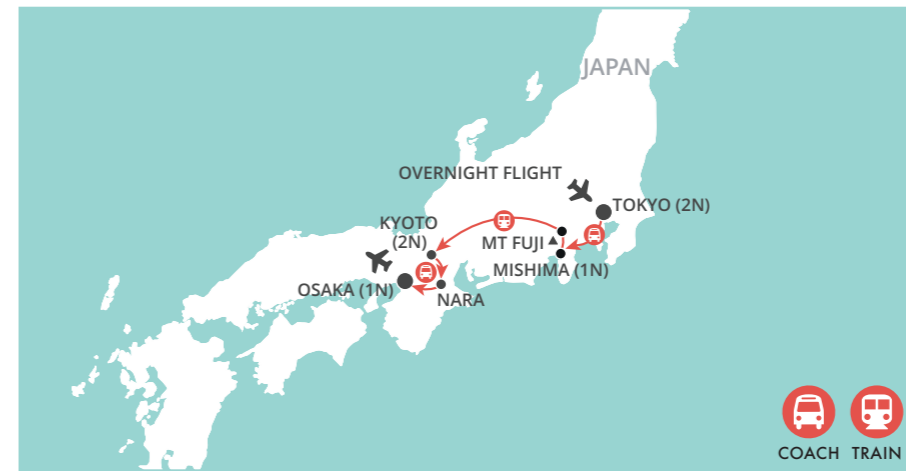 JAPAN
OVERNIGHT FLIGHT
TOKYO (2N)
KYOTO
(2N)
MT FUJI
MISHIMA (1N)
OSAKA (1N)
NARA
COACH TRAIN